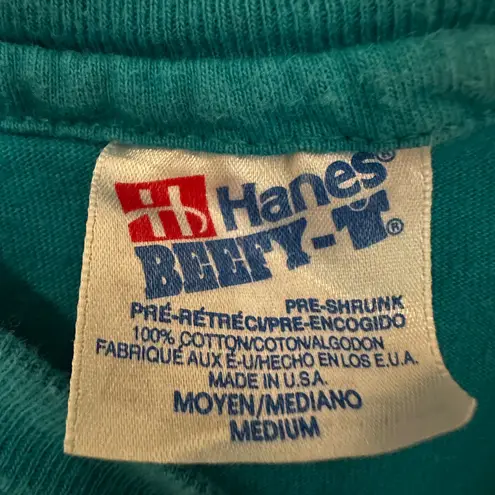 Hanes®
BEEFY-T®
PRE-SHRUNK
PRÉ-RÉTRÉCI/PRE-ENCOGIDO
100% COTTON/COTON/ALGODON
FABRIQUÉ AUX É-U/HECHO EN LOS E.U.A.
MADE IN U.S.A.
MOYEN/MEDIANO
MEDIUM